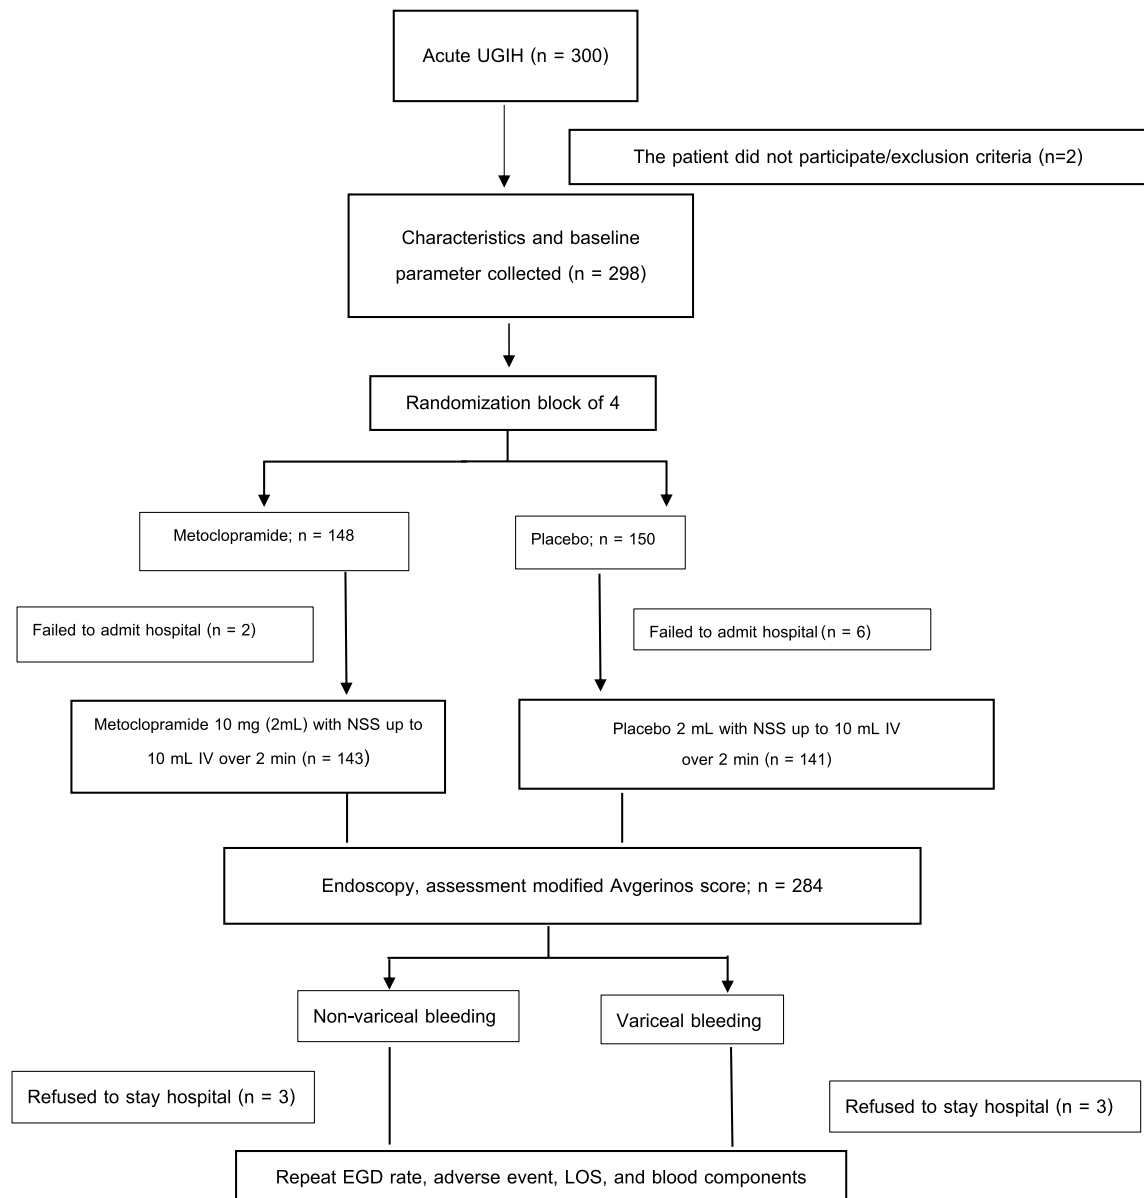 Acute UGIH (n = 300)
The patient did not participate/exclusion criteria (n=2)
Characteristics and baseline
parameter collected (n = 298)
Randomization block of 4
Metoclopramide; n = 148
Placebo; n = 150
Failed to admit hospital (n = 2)
Failed to admit hospital (n = 6)
Metoclopramide 10 mg (2mL) with NSS up to
10 mL IV over 2 min (n = 143)
Placebo 2 mL with NSS up to 10 mL IV
over 2 min (n = 141)
Endoscopy, assessment modified Avgerinos score; n = 284
Non-variceal bleeding
Variceal bleeding
Refused to stay hospital (n = 3)
Refused to stay hospital (n = 3)
Repeat EGD rate, adverse event, LOS, and blood components